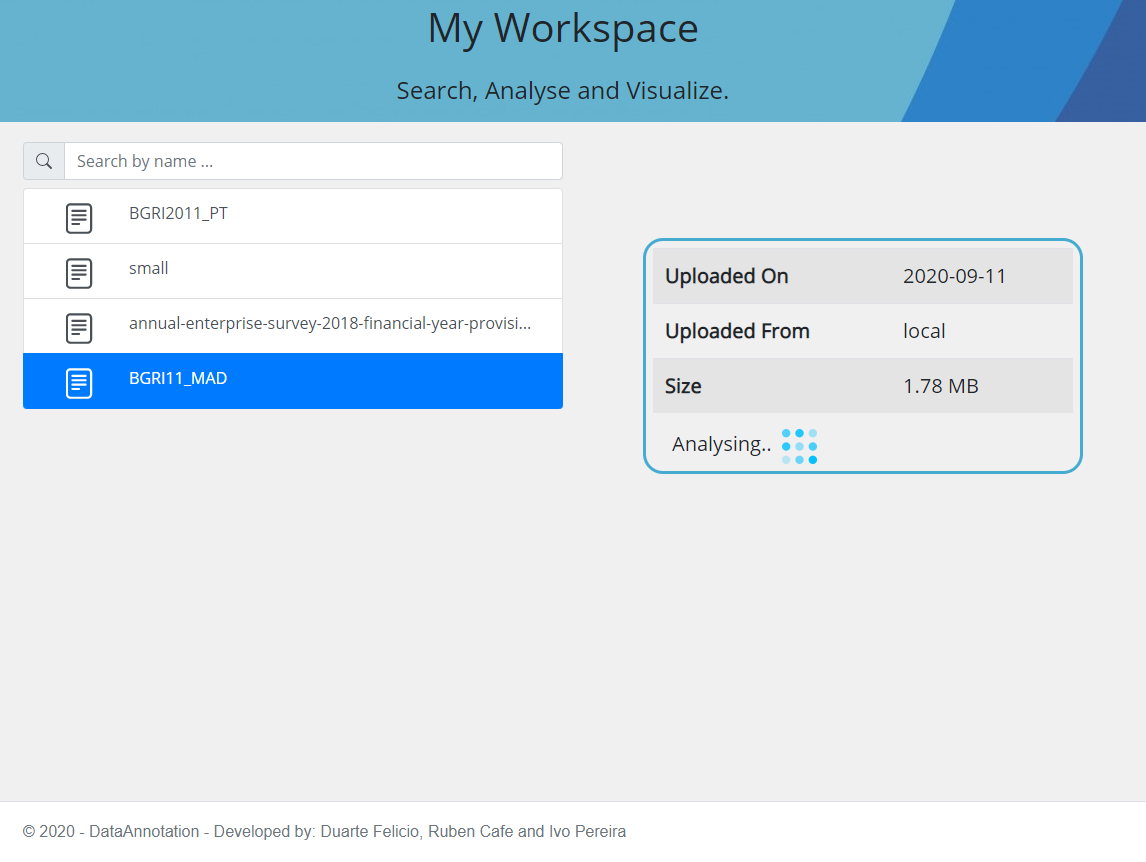 My Workspace
Search, Analyse and Visualize.
Search by name ...
BGRI2011_PT
small
annual-enterprise-survey-2018-financial-year-provisi...
BGRI11_MAD
Uploaded On 2020-09-11
Uploaded From local
Size 1.78 MB
Analysing..
© 2020 - DataAnnotation - Developed by: Duarte Felicio, Ruben Cafe and Ivo Pereira